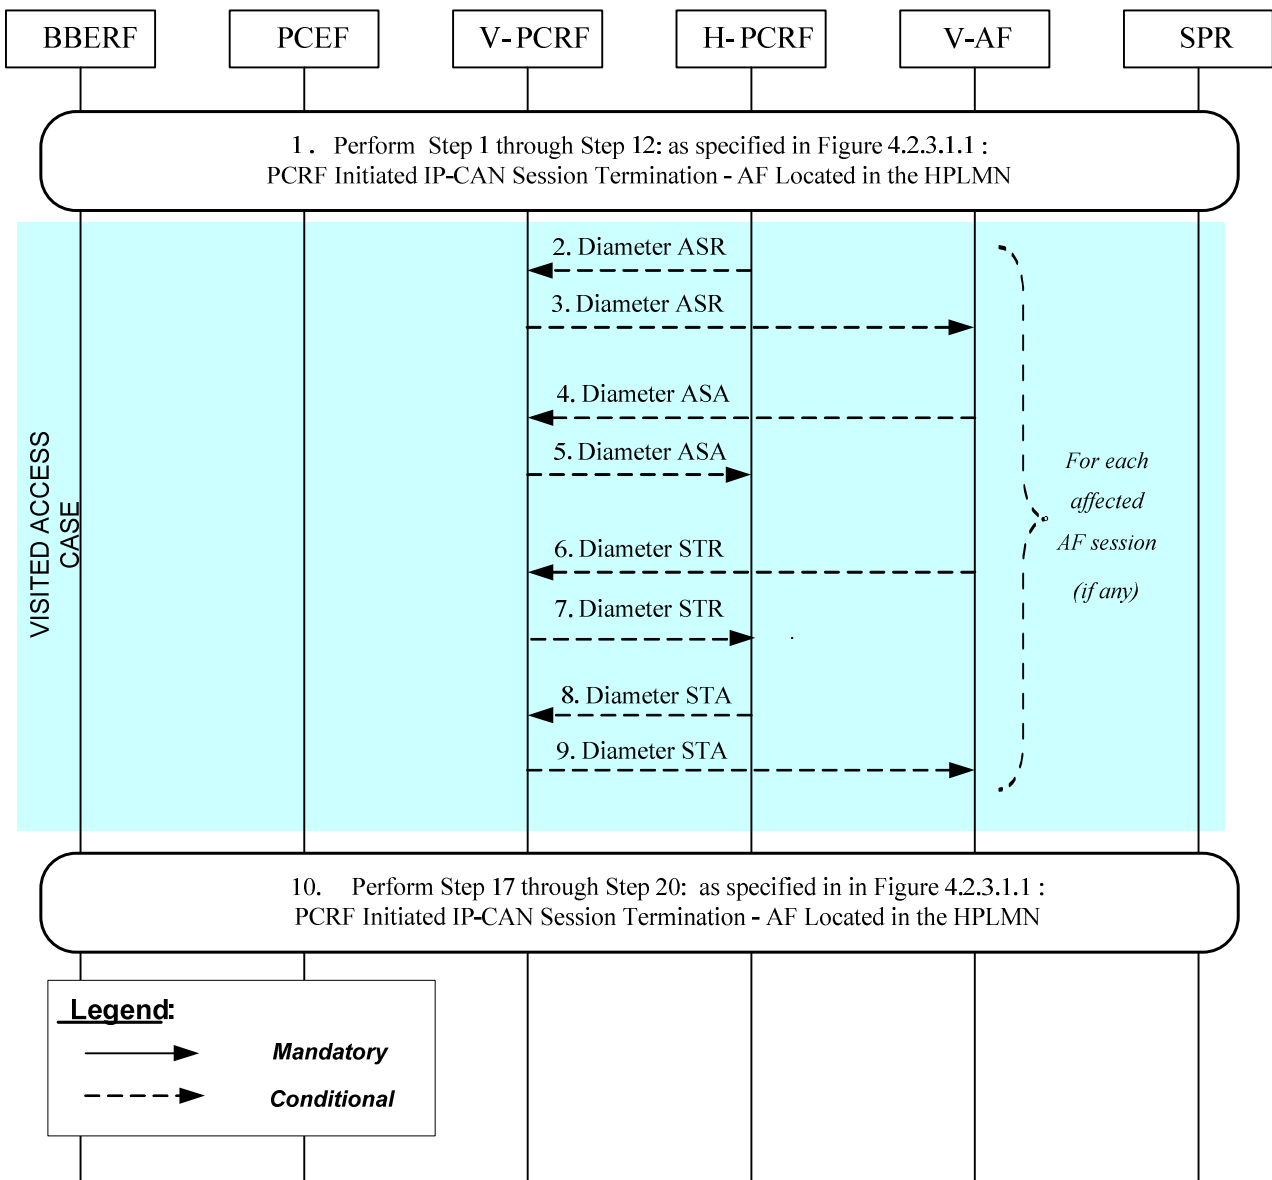 BBERF
PCEF
V-PCRF
H-PCRF
V-AF
SPR
1. Perform Step 1 through Step 12: as specified in Figure 4.2.3.1.1:
PCRF Initiated IP-CAN Session Termination - AF Located in the HPLMN
VISITED ACCESS
CASE
2. Diameter ASR
3. Diameter ASR
4. Diameter ASA
5. Diameter ASA
6. Diameter STR
7. Diameter STR
8. Diameter STA
9. Diameter STA
For each
affected
AF session
(if any)
10. Perform Step 17 through Step 20: as specified in in Figure 4.2.3.1.1:
PCRF Initiated IP-CAN Session Termination - AF Located in the HPLMN
Legend:
Mandatory
Conditional